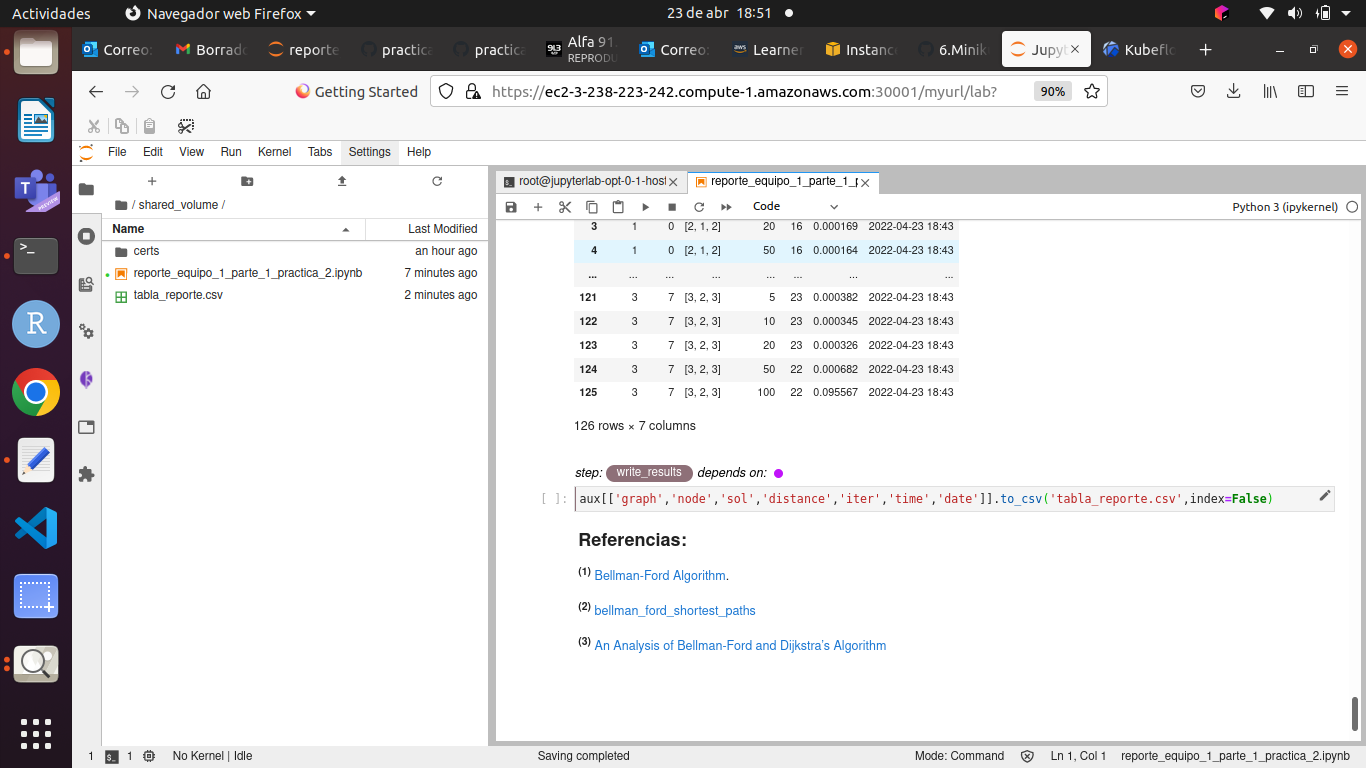 Actividades Navegador web Firefox 23 de abr 18:51
Correo: Borrado reporte practica practica Alfa 91. Correo: Learner Instance 6.Miniku Jupyt Kubeflo
REPRODU
Getting Started https://ec2-3-238-223-242.compute-1.amazonaws.com:30001/myurl/lab? 90%
File Edit View Run Kernel Tabs Settings Help
root@jupyterlab-opt-0-1-host reporte_equipo_1_parte_1_p
/ shared_volume /
Code Python 3 (ipykernel)
Name Last Modified
certs an hour ago
reporte_equipo_1_parte_1_practica_2.ipynb 7 minutes ago
tabla_reporte.csv 2 minutes ago
3 1 0 [2, 1, 2] 20 16 0.000169 2022-04-23 18:43
4 1 0 [2, 1, 2] 50 16 0.000164 2022-04-23 18:43
... ... ... ... ... ... ... ...
121 3 7 [3, 2, 3] 5 23 0.000382 2022-04-23 18:43
122 3 7 [3, 2, 3] 10 23 0.000345 2022-04-23 18:43
123 3 7 [3, 2, 3] 20 23 0.000326 2022-04-23 18:43
124 3 7 [3, 2, 3] 50 22 0.000682 2022-04-23 18:43
125 3 7 [3, 2, 3] 100 22 0.095567 2022-04-23 18:43
126 rows × 7 columns
step: write_results depends on:
[ ]: aux[['graph','node','sol','distance','iter','time','date']].to_csv('tabla_reporte.csv',index=False)
Referencias:
(1) Bellman-Ford Algorithm.
(2) bellman_ford_shortest_paths
(3) An Analysis of Bellman-Ford and Dijkstra's Algorithm
1 1 No Kernel | Idle Saving completed Mode: Command Ln 1, Col 1 reporte_equipo_1_parte_1_practica_2.ipynb